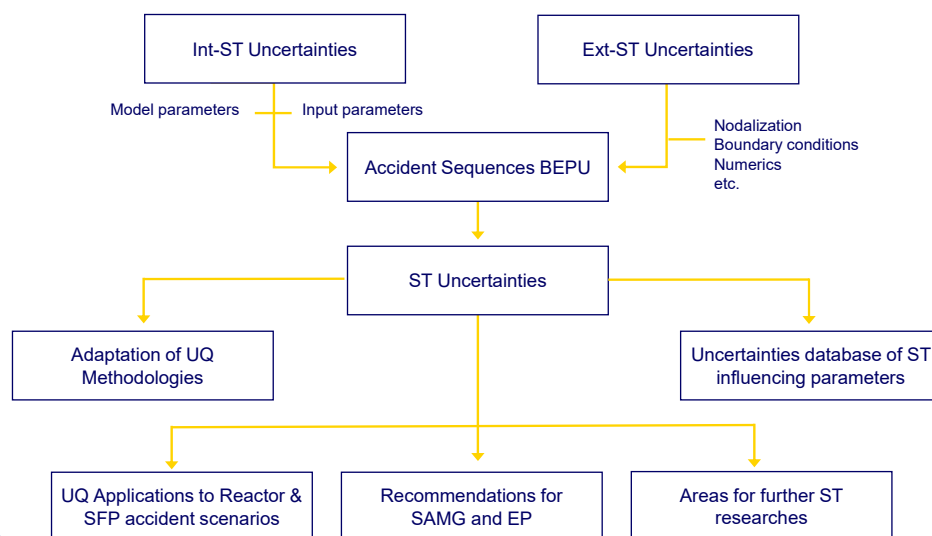 Int-ST Uncertainties
Ext-ST Uncertainties
Model parameters
Input parameters
Nodalization
Boundary conditions
Numerics
etc.
Accident Sequences BEPU
ST Uncertainties
Adaptation of UQ
Methodologies
Uncertainties database of ST
influencing parameters
UQ Applications to Reactor &
SFP accident scenarios
Recommendations for
SAMG and EP
Areas for further ST
researches